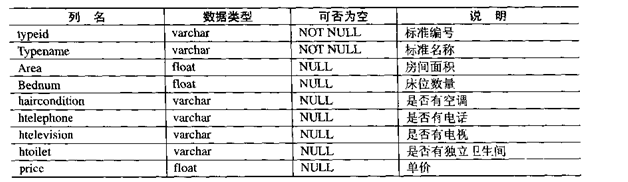 列 名 数据类型 可否为空 说 明
typeid varchar NOT NULL 标准编号
Typename varchar NOT NULL 标准名称
Area float NULL 房间面积
Bednum float NULL 床位数量
haircondition varchar NULL 是否有空调
htelephone varchar NULL 是否有电话
htelevision varchar NULL 是否有电视
htoilet varchar NULL 是否有独立卫生间
price float NULL 单价